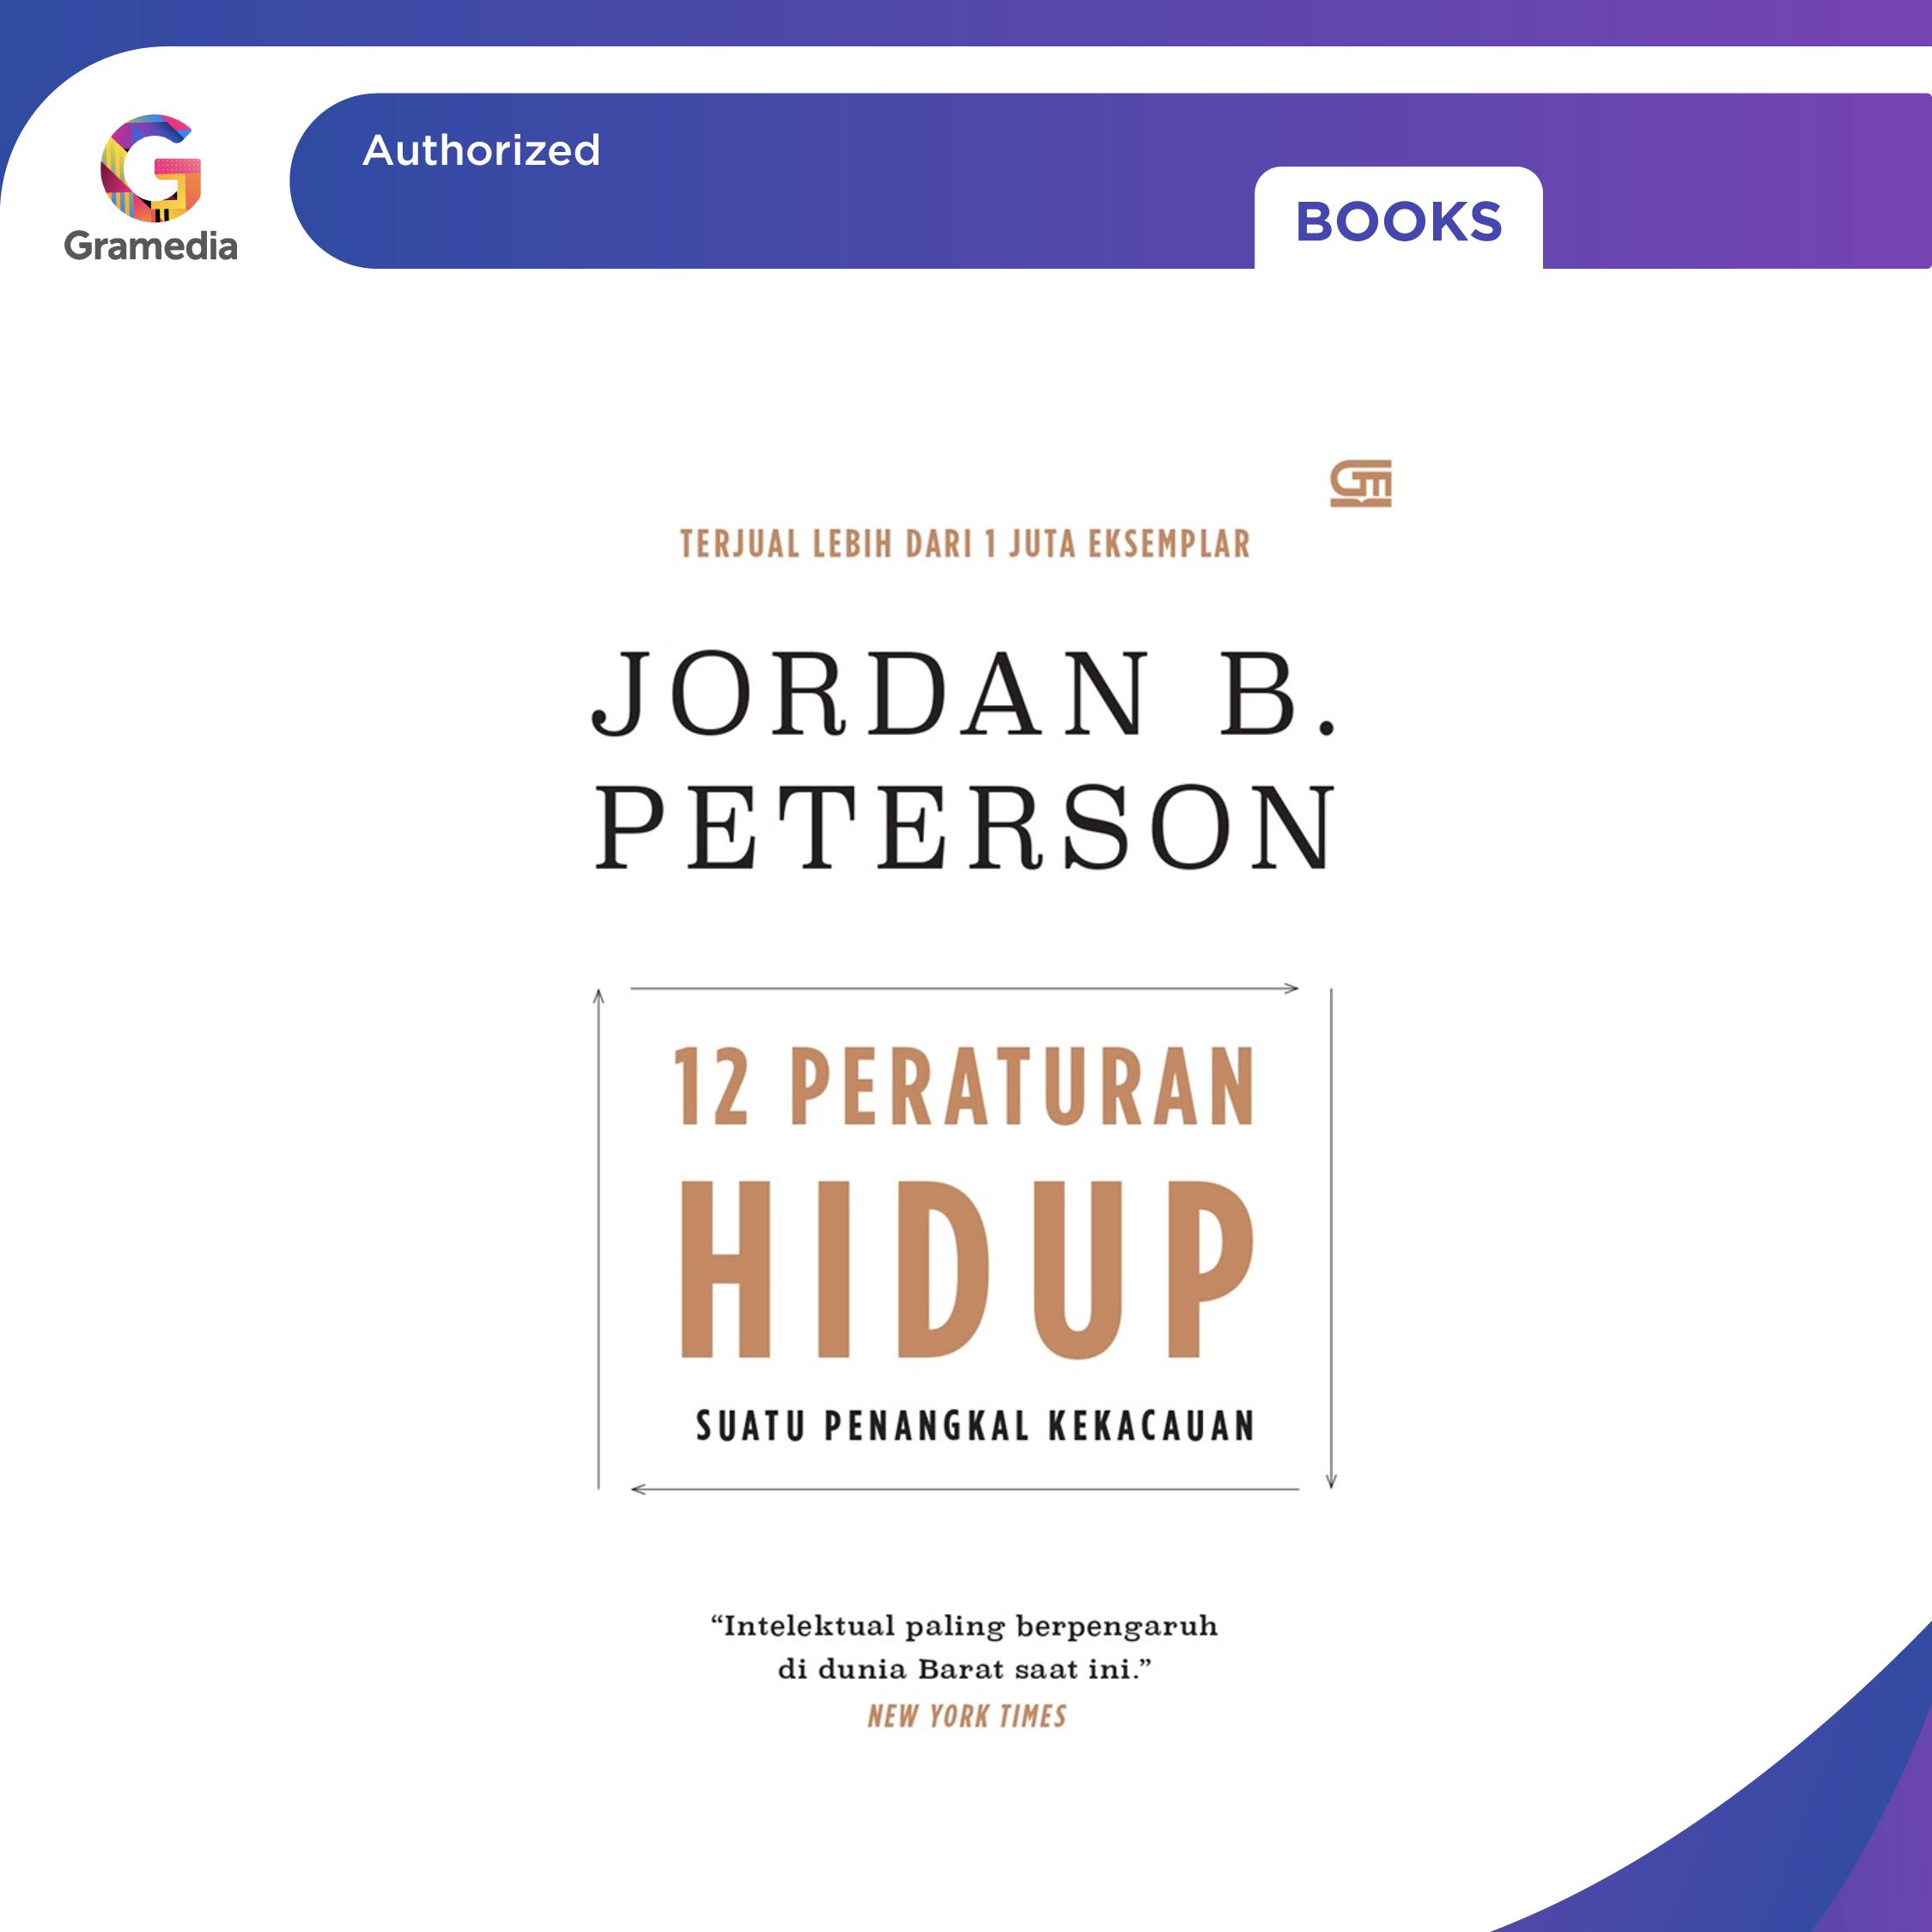 Gramedia
Authorized
BOOKS
TERJUAL LEBIH DARI 1 JUTA EKSEMPLAR
JORDAN B.
PETERSON
12 PERATURAN
HIDUP
SUATU PENANGKAL KEKACAUAN
“Intelektual paling berpengaruh
di dunia Barat saat ini.”
NEW YORK TIMES